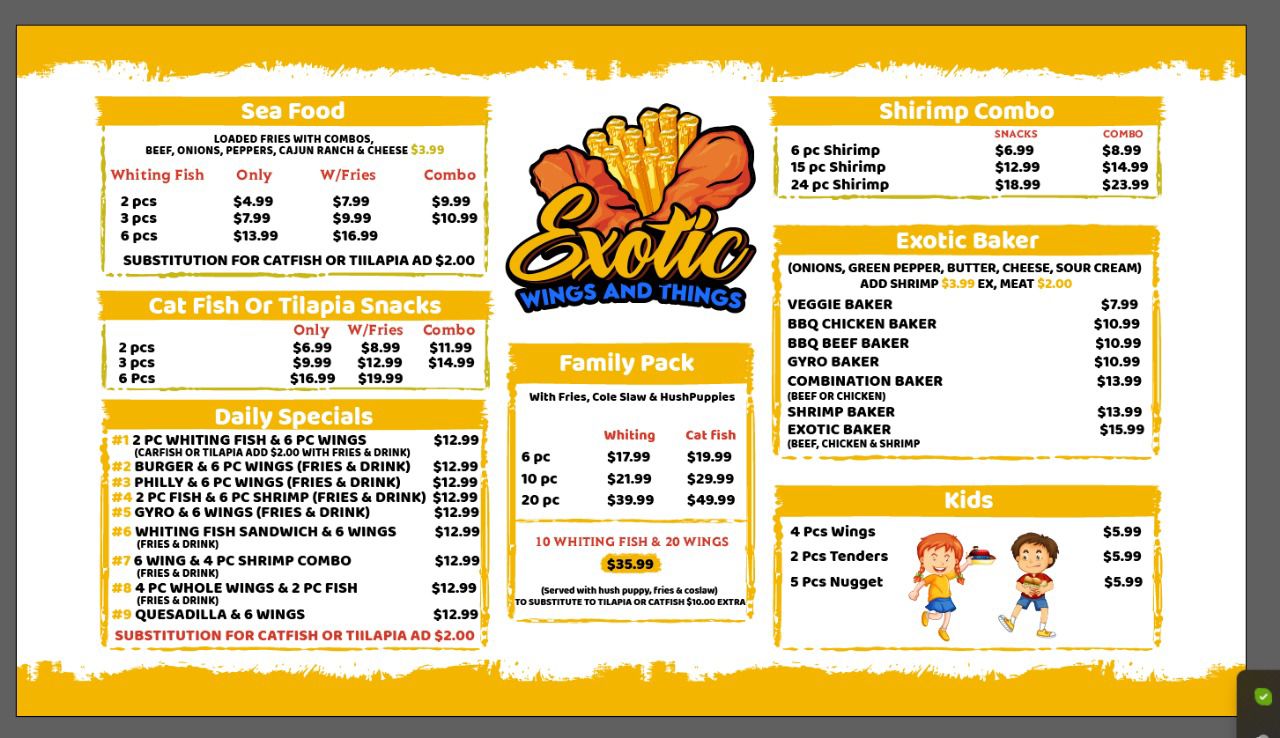 Sea Food
LOADED FRIES WITH COMBOS,
BEEF, ONIONS, PEPPERS, CAJUN RANCH & CHEESE $3.99
Whiting Fish Only W/Fries Combo
2 pcs $4.99 $7.99 $9.99
3 pcs $7.99 $9.99 $10.99
6 pcs $13.99 $16.99
SUBSTITUTION FOR CATFISH OR TIILAPIA AD $2.00
Cat Fish Or Tilapia Snacks
Only W/Fries Combo
2 pcs $6.99 $8.99 $11.99
3 pcs $9.99 $12.99 $14.99
6 Pcs $16.99 $19.99
Daily Specials
#1 2 PC WHITING FISH & 6 PC WINGS $12.99
(CARFISH OR TILAPIA ADD $2.00 WITH FRIES & DRINK)
#2 BURGER & 6 PC WINGS (FRIES & DRINK) $12.99
#3 PHILLY & 6 PC WINGS (FRIES & DRINK) $12.99
#4 2 PC FISH & 6 PC SHRIMP (FRIES & DRINK) $12.99
#5 GYRO & 6 PC WINGS (FRIES & DRINK) $12.99
#6 WHITING FISH SANDWICH & 6 WINGS $12.99
(FRIES & DRINK)
#7 6 WING & 4 PC SHRIMP COMBO $12.99
(FRIES & DRINK)
#8 4 PC WHOLE WINGS & 2 PC FISH $12.99
(FRIES & DRINK)
#9 QUESADILLA & 6 WINGS $12.99
SUBSTITUTION FOR CATFISH OR TIILAPIA AD $2.00
Exotic
WINGS AND THINGS
Family Pack
With Fries, Cole Slaw & HushPuppies
Whiting Cat fish
6 pc $17.99 $19.99
10 pc $21.99 $29.99
20 pc $39.99 $49.99
10 WHITING FISH & 20 WINGS
$35.99
(Served with hush puppy, fries & coslaw)
TO SUBSTITUTE TO TILAPIA OR CATFISH $10.00 EXTRA
Shirimp Combo
SNACKS COMBO
6 pc Shirimp $6.99 $8.99
15 pc Shirimp $12.99 $14.99
24 pc Shirimp $18.99 $23.99
Exotic Baker
(ONIONS, GREEN PEPPER, BUTTER, CHEESE, SOUR CREAM)
ADD SHRIMP $3.99 EX, MEAT $2.00
VEGGIE BAKER $7.99
BBQ CHICKEN BAKER $10.99
BBQ BEEF BAKER $10.99
GYRO BAKER $10.99
COMBINATION BAKER $13.99
(BEEF OR CHICKEN)
SHRIMP BAKER $13.99
EXOTIC BAKER $15.99
(BEEF, CHICKEN & SHRIMP
Kids
4 Pcs Wings $5.99
2 Pcs Tenders $5.99
5 Pcs Nugget $5.99